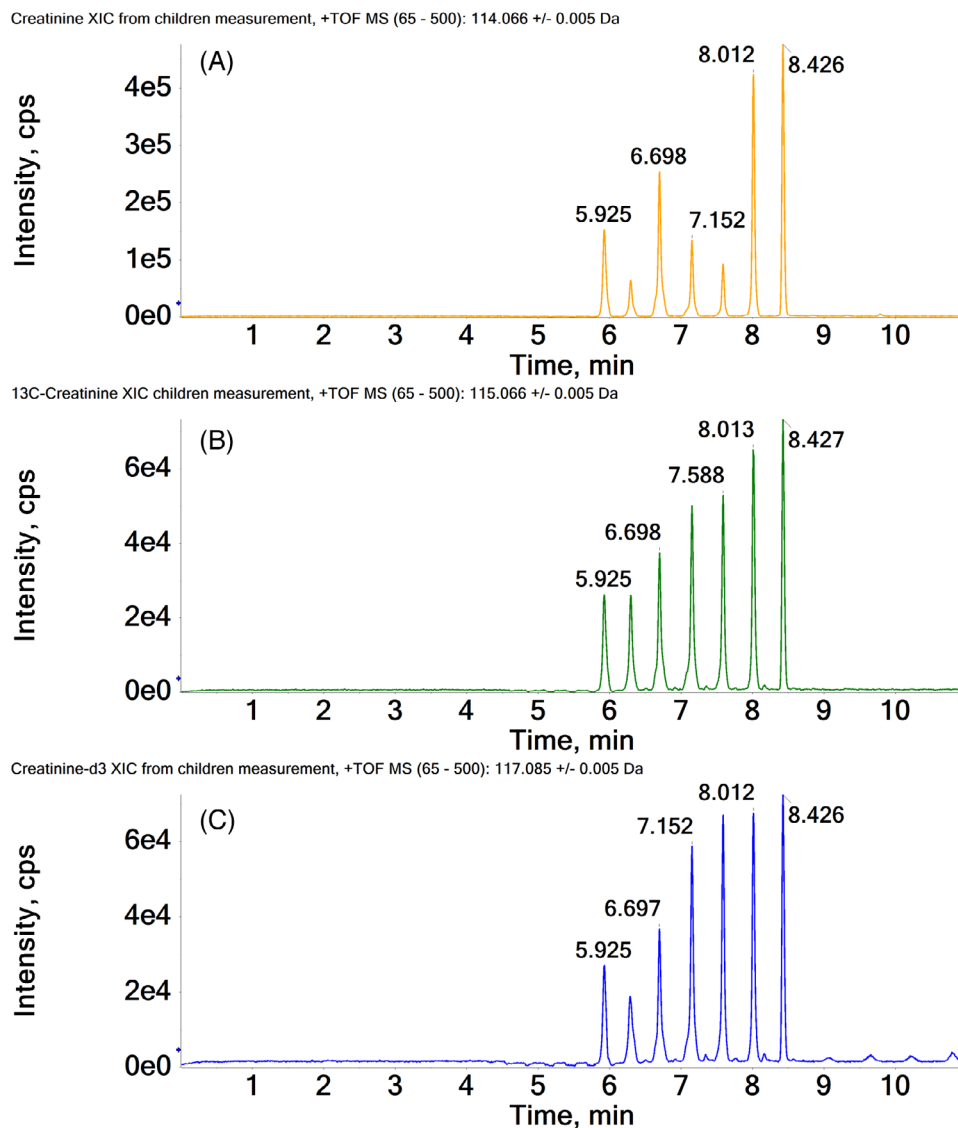 Creatinine XIC from children measurement, +TOF MS (65 - 500): 114.066 +/- 0.005 Da
(A)
8.012
8.426
4e5
3e5
6.698
2e5
5.925
7.152
1e5
0e0
Intensity, cps
1 2 3 4 5 6 7 8 9 10
Time, min
13C-Creatinine XIC children measurement, +TOF MS (65 - 500): 115.066 +/- 0.005 Da
(B)
8.013
8.427
6e4
7.588
6.698
4e4
5.925
2e4
0e0
Intensity, cps
1 2 3 4 5 6 7 8 9 10
Time, min
Creatinine-d3 XIC from children measurement, +TOF MS (65 - 500): 117.085 +/- 0.005 Da
(C)
8.012
8.426
7.152
6e4
6.697
4e4
5.925
2e4
0e0
Intensity, cps
1 2 3 4 5 6 7 8 9 10
Time, min